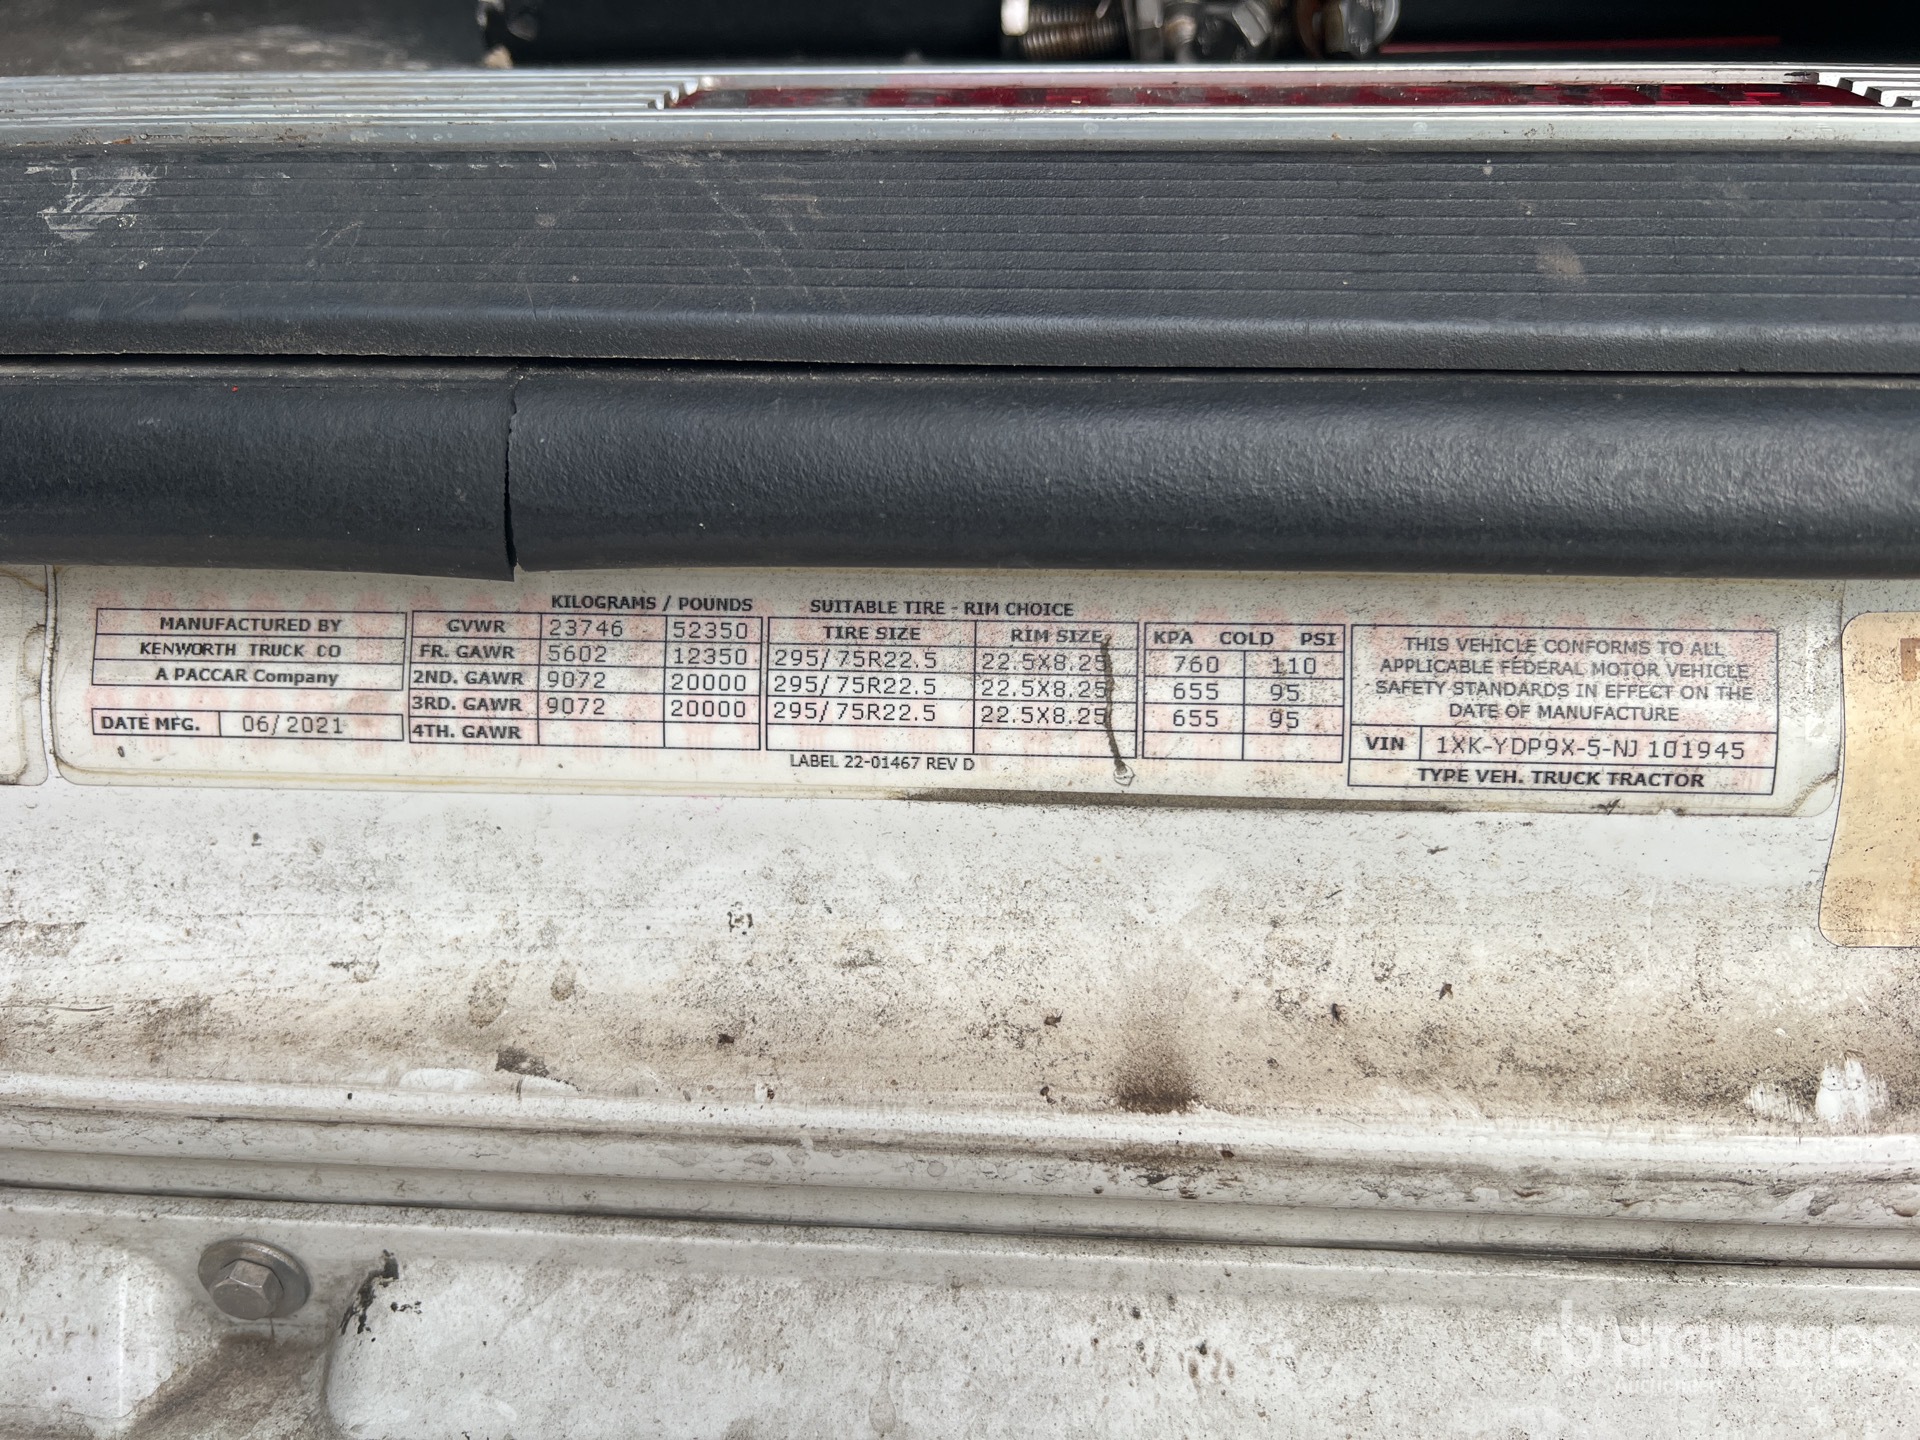 KILOGRAMS / POUNDS SUITABLE TIRE - RIM CHOICE
MANUFACTURED BY
KENWORTH TRUCK CO
A PACCAR Company
DATE MFG. 06/2021
GVWR 23746 52350
FR. GAWR 5602 12350
2ND. GAWR 9072 20000
3RD. GAWR 9072 20000
4TH. GAWR
TIRE SIZE RIM SIZE
295/75R22.5 22.5X8.25
295/75R22.5 22.5X8.25
295/75R22.5 22.5X8.25
LABEL 22-01467 REV D
KPA COLD PSI
760 110
655 95
655 95
THIS VEHICLE CONFORMS TO ALL
APPLICABLE FEDERAL MOTOR VEHICLE
SAFETY STANDARDS IN EFFECT ON THE
DATE OF MANUFACTURE
VIN 1XK-YDP9X-5-NJ 101945
TYPE VEH. TRUCK TRACTOR